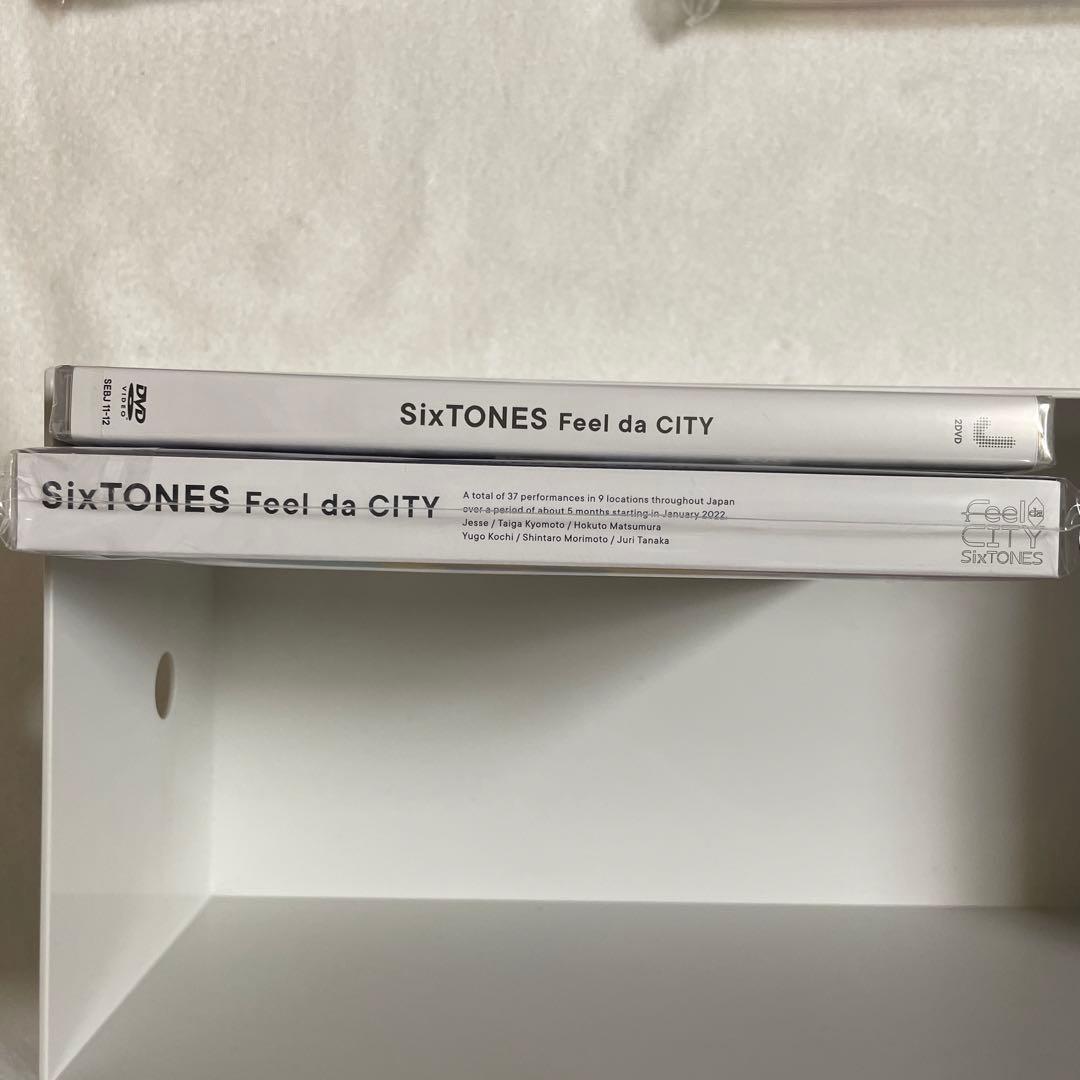 DVD
VIDEO
SEBJ 11-12
SixTONES Feel da CITY
2DVD
J
SixTONES Feel da CITY
A total of 37 performances in 9 locations throughout Japan
over a period of about 5 months starting in January 2022.
Jesse / Taiga Kyomoto / Hokuto Matsumura
Yugo Kochi / Shintaro Morimoto / Juri Tanaka
Feel da
CITY
SixTONES